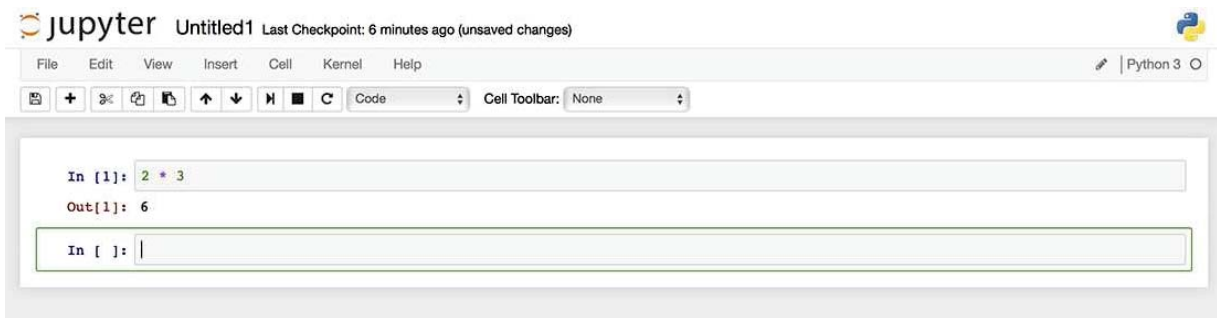 jupyter Untitled1 Last Checkpoint: 6 minutes ago (unsaved changes)
File Edit View Insert Cell Kernel Help Python 3
Code Cell Toolbar: None
In [1]: 2 * 3
Out[1]: 6
In [ ]: